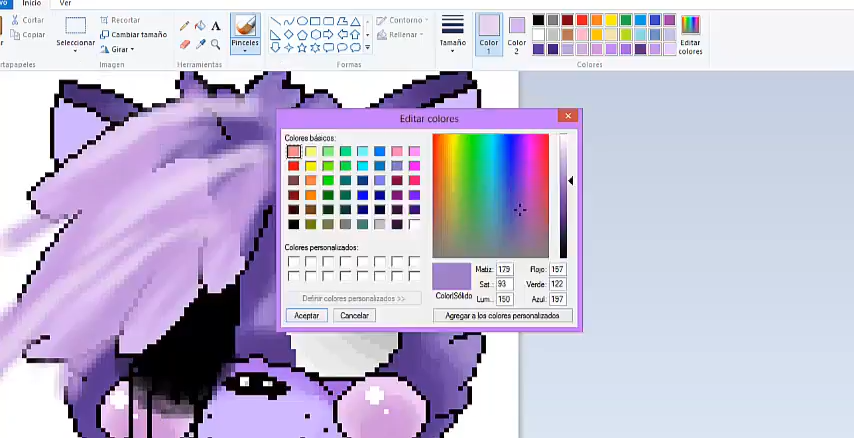 Inicio Ver
Cortar
Copiar
Seleccionar
Recortar
Cambiar tamaño
Girar
Imagen
Herramientas
Pinceles
Contorno
Rellenar
Formas
Tamaño
Color 1
Color 2
Editar colores
Colores
Editar colores
Colores básicos:
Colores personalizados:
Definir colores personalizados >>
Aceptar
Cancelar
Color|Sólido
Matiz: 179
Sat.: 93
Lum.: 150
Rojo: 157
Verde: 122
Azul: 197
Agregar a los colores personalizados